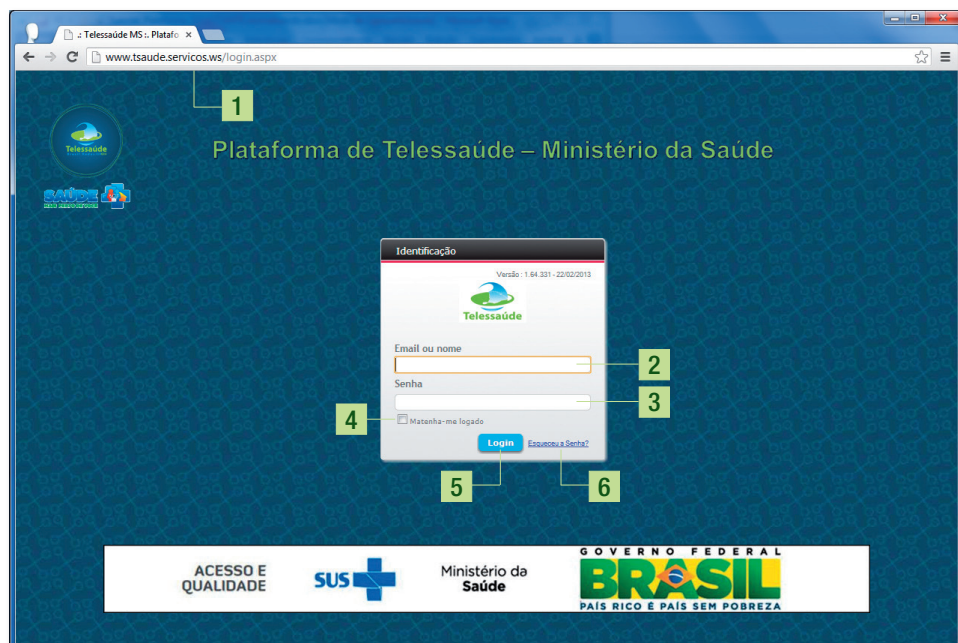 .: Telessaúde MS :. Platafo
www.tsaude.servicos.ws/login.aspx
1
Telessaúde
Plataforma de Telessaúde – Ministério da Saúde
SAÚDE
Identificação
Versão : 1.64.331 - 22/02/2013
Telessaúde
Email ou nome
2
Senha
3
4
Matenha-me logado
Login
Esqueceu a Senha?
5
6
ACESSO E
QUALIDADE
SUS
Ministério da
Saúde
GOVERNO FEDERAL
BRASIL
PAÍS RICO É PAÍS SEM POBREZA